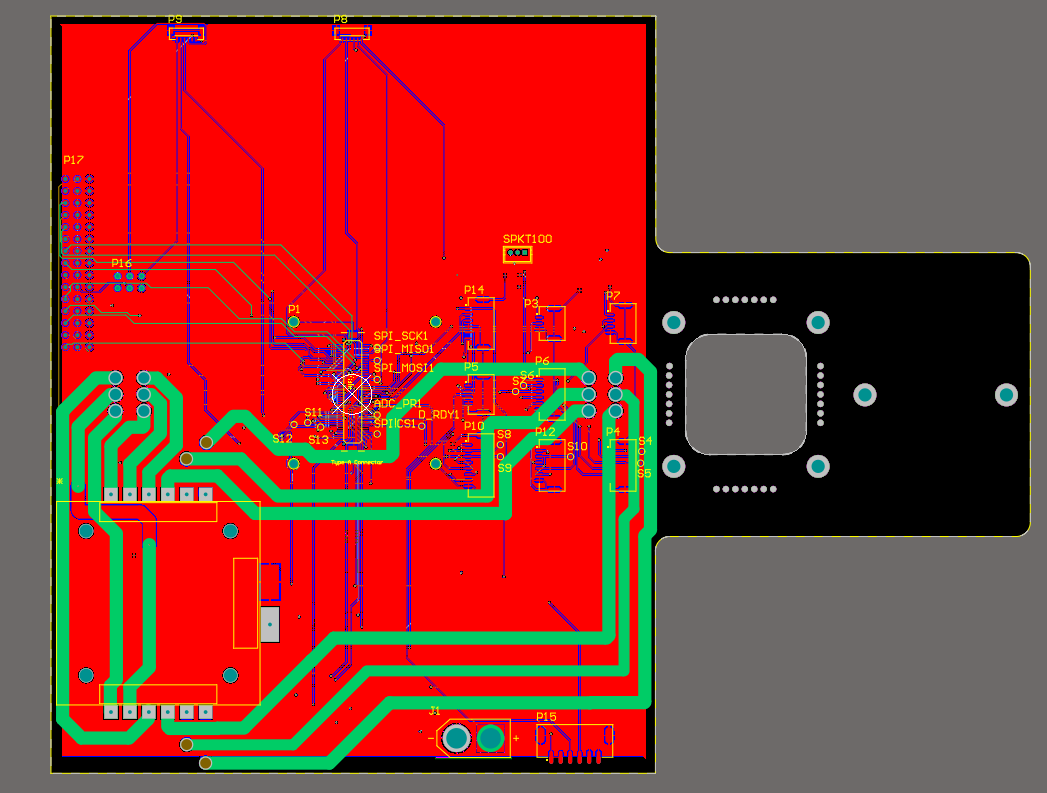 P9
P8
P17
SPKT100
P16
P14
P3
P7
P1
SPI_SCK1
SPI_MISO1
SPI_MOSI1
P5
P6
SS6
ADC_PR1
SPICS1
D_RDY1
S11
S12
S13
P10
S8
S9
P12
S10
P4
S4
S5
Type-A Connector
*
J1
P15
-
+